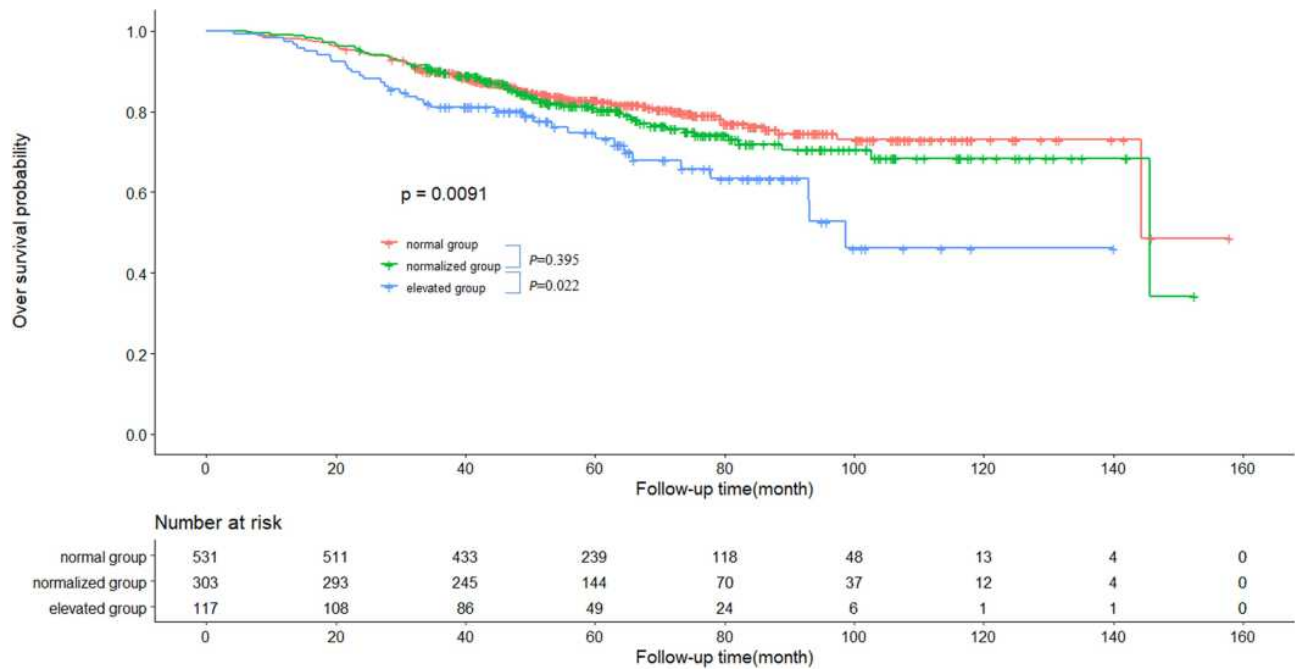 Over survival probability
1.0
0.8
0.6
0.4
0.2
0.0
p = 0.0091
normal group
normalized group
elevated group
P=0.395
P=0.022
0 20 40 60 80 100 120 140 160
Follow-up time(month)
Number at risk
normal group 531 511 433 239 118 48 13 4 0
normalized group 303 293 245 144 70 37 12 4 0
elevated group 117 108 86 49 24 6 1 1 0
0 20 40 60 80 100 120 140 160
Follow-up time(month)